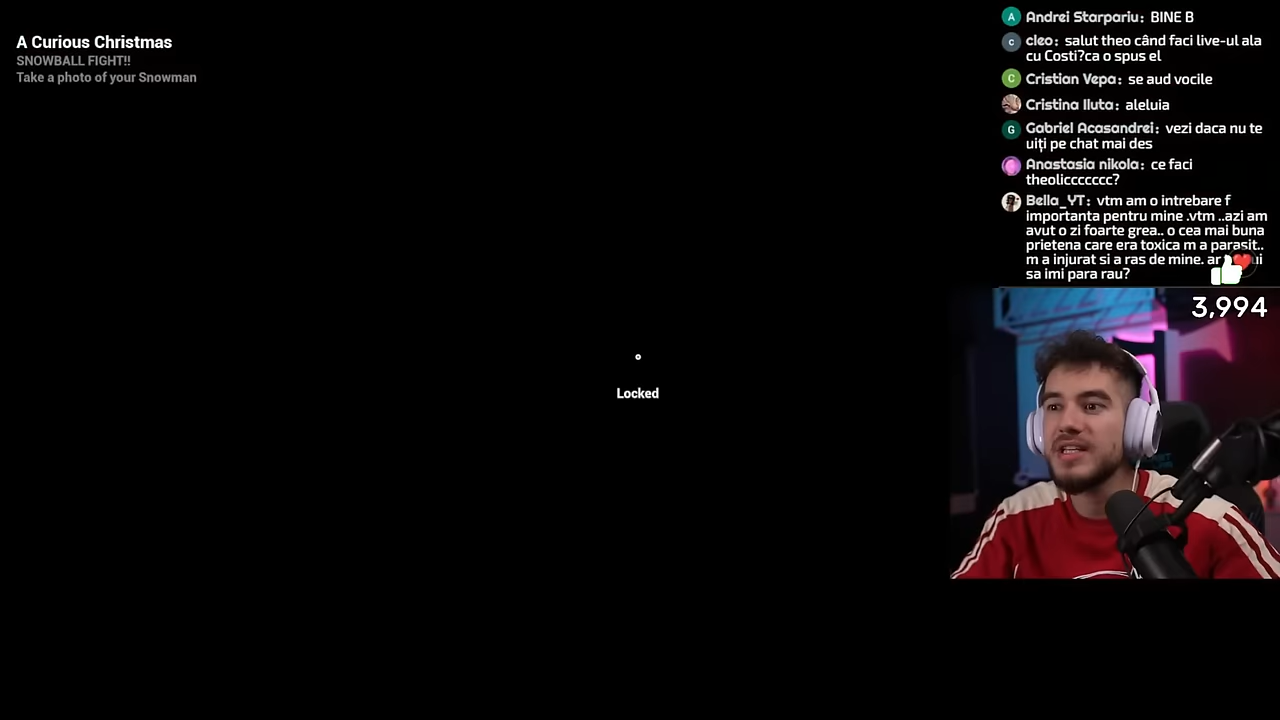 A Curious Christmas
SNOWBALL FIGHT!!
Take a photo of your Snowman
Locked
A Andrei Starpariu: BINE B
c cleo: salut theo când faci live-ul ala
cu Costi?ca o spus el
C Cristian Vepa: se aud vocile
Cristina Iluta: aleluia
G Gabriel Acasandrei: vezi daca nu te
uiți pe chat mai des
Anastasia nikola: ce faci
theoliccccccc?
Bella_YT: vtm am o intrebare f
importanta pentru mine .vtm ..azi am
avut o zi foarte grea.. o cea mai buna
prietena care era toxica m a parasit..
m a injurat si a ras de mine. ar
sa imi para rau?
3,994